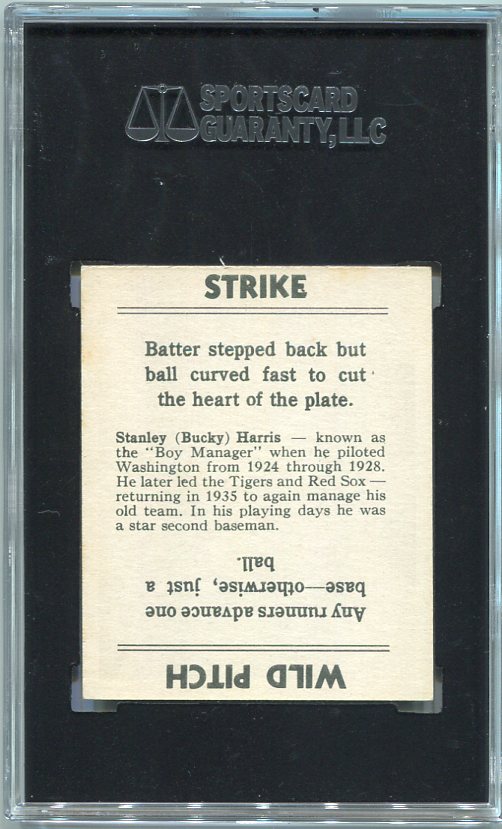 SPORTSCARD
GUARANTY, LLC
STRIKE
Batter stepped back but
ball curved fast to cut
the heart of the plate.
Stanley (Bucky) Harris — known as
the "Boy Manager" when he piloted
Washington from 1924 through 1928.
He later led the Tigers and Red Sox —
returning in 1935 to again manage his
old team. In his playing days he was
a star second baseman.
WILD PITCH
Any runners advance one
base—otherwise, just a
ball.